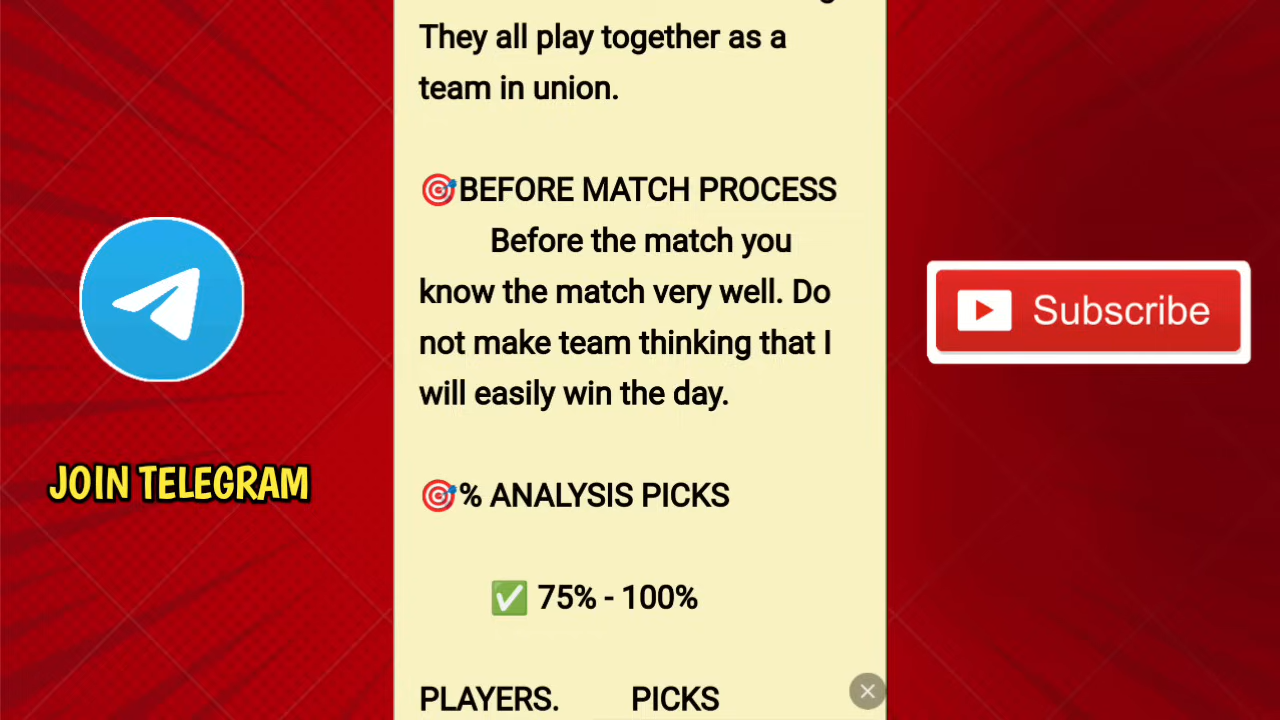 They all play together as a
team in union.
🎯BEFORE MATCH PROCESS
Before the match you
know the match very well. Do
not make team thinking that I
will easily win the day.
🎯% ANALYSIS PICKS
✅ 75% - 100%
PLAYERS. PICKS
JOIN TELEGRAM
Subscribe